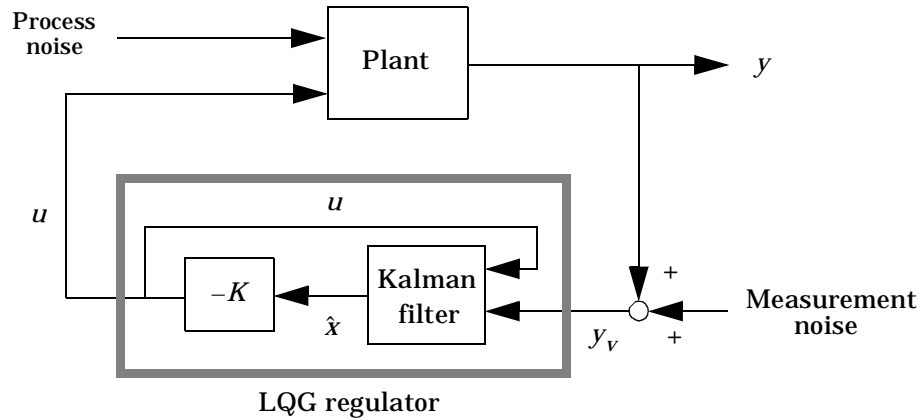 Process
noise
Plant
y
u
u
–K
x̂
Kalman
filter
+
+
y_v
Measurement
noise
LQG regulator